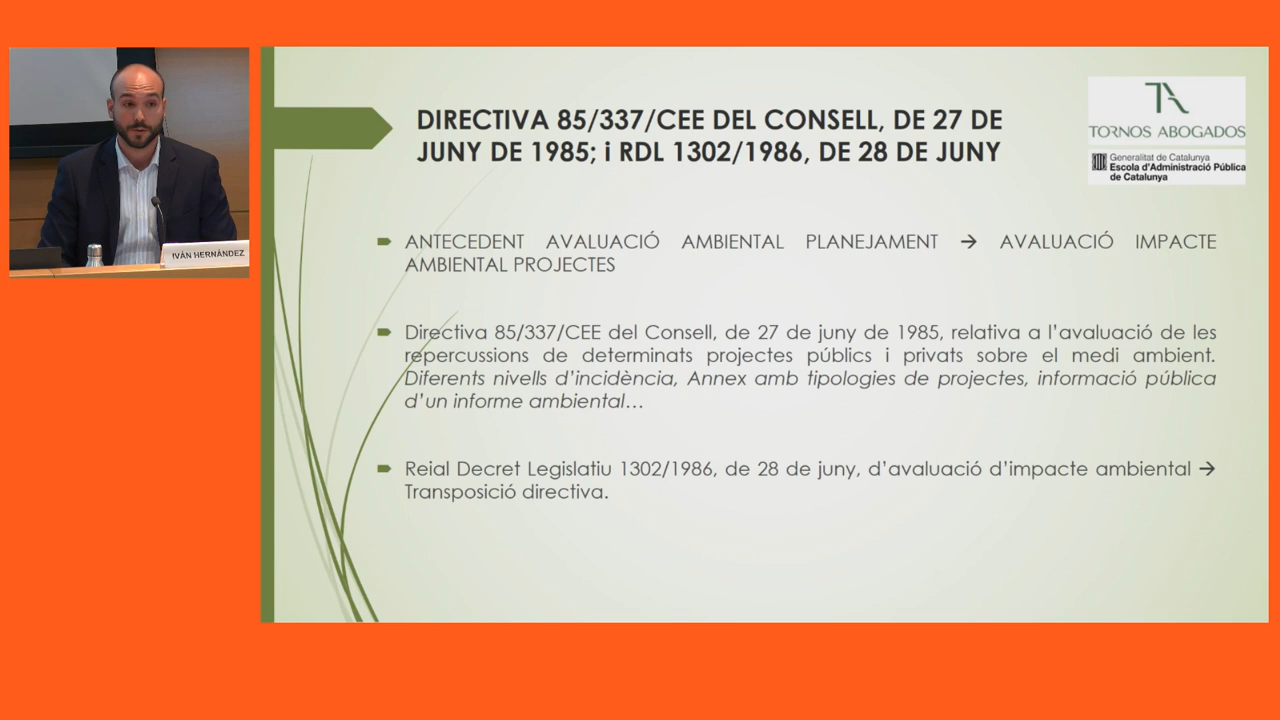 IVÁN HERNÁNDEZ
DIRECTIVA 85/337/CEE DEL CONSELL, DE 27 DE
JUNY DE 1985; i RDL 1302/1986, DE 28 DE JUNY
TA
TORNOS ABOGADOS
Generalitat de Catalunya
Escola d'Administració Pública
de Catalunya
ANTECEDENT AVALUACIÓ AMBIENTAL PLANEJAMENT → AVALUACIÓ IMPACTE
AMBIENTAL PROJECTES
Directiva 85/337/CEE del Consell, de 27 de juny de 1985, relativa a l'avaluació de les
repercussions de determinats projectes públics i privats sobre el medi ambient.
Diferents nivells d'incidència, Annex amb tipologies de projectes, informació pública
d'un informe ambiental…
Reial Decret Legislatiu 1302/1986, de 28 de juny, d'avaluació d'impacte ambiental →
Transposició directiva.